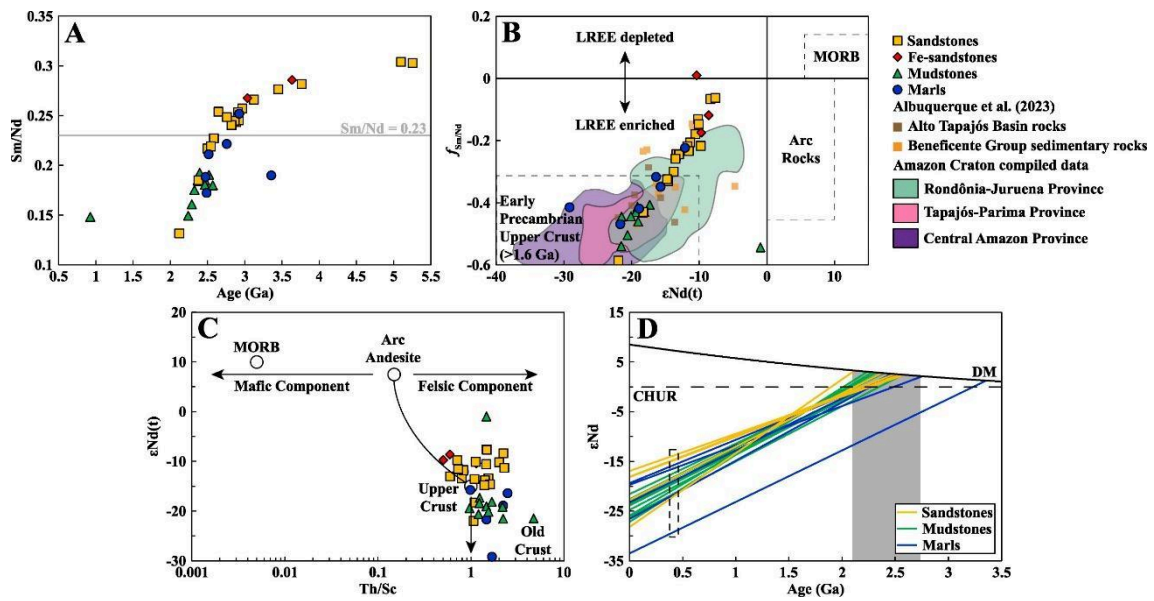 A
Sm/Nd
0.35
0.3
0.25
0.2
0.15
0.1
Sm/Nd = 0.23
0.5
1
1.5
2
2.5
3
3.5
4
4.5
5
5.5
Age (Ga)
B
fSm/Nd
0.2
0
-0.2
-0.4
-0.6
LREE depleted
LREE enriched
MORB
Arc
Rocks
Early
Precambrian
Upper Crust
(>1.6 Ga)
-40
-30
-20
-10
0
10
εNd(t)
Sandstones
Fe-sandstones
Mudstones
Marls
Albuquerque et al. (2023)
Alto Tapajós Basin rocks
Beneficente Group sedimentary rocks
Amazon Craton compiled data
Rondônia-Juruena Province
Tapajós-Parima Province
Central Amazon Province
C
εNd(t)
20
10
0
-10
-20
-30
MORB
Arc
Andesite
Mafic Component
Felsic Component
Upper
Crust
Old
Crust
0.001
0.01
0.1
1
10
Th/Sc
D
εNd
15
5
-5
-15
-25
-35
CHUR
DM
Sandstones
Mudstones
Marls
0
0.5
1
1.5
2
2.5
3
3.5
Age (Ga)